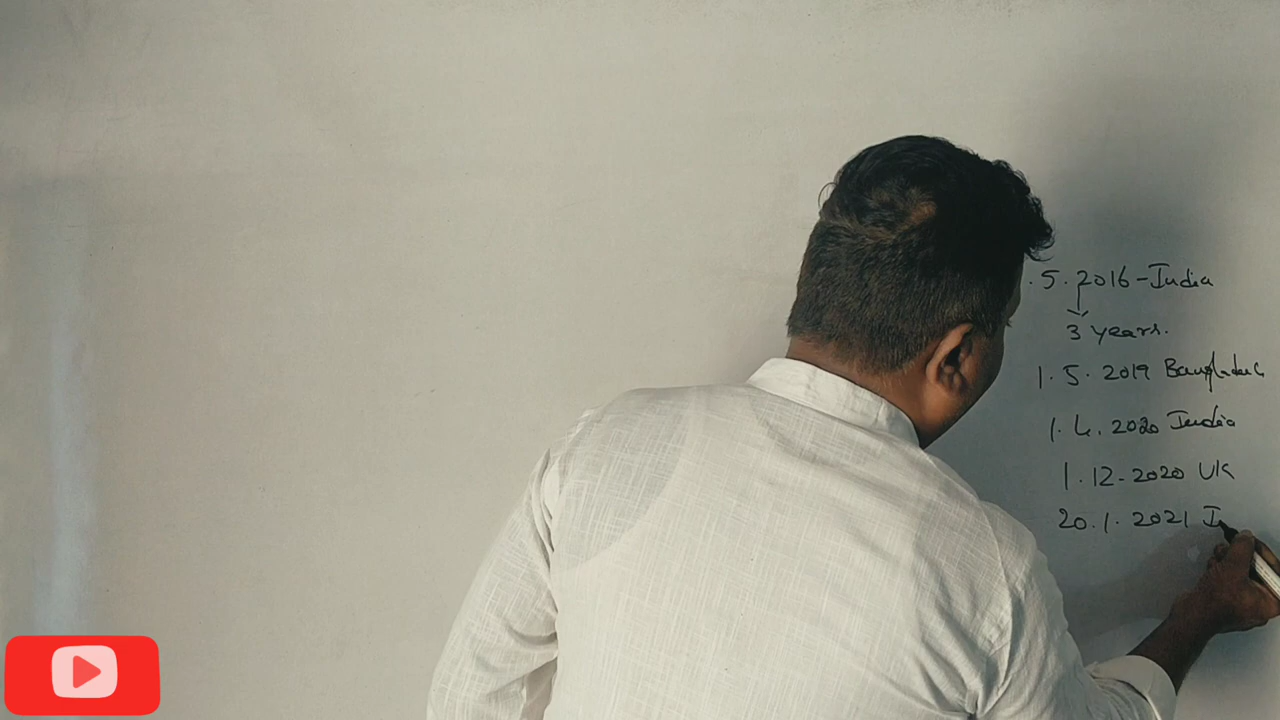 . 5. 2016 - India
3 years.
1. 5. 2019
1. 4. 2020 India
1. 12 - 2020 UK
20. 1. 2021 I